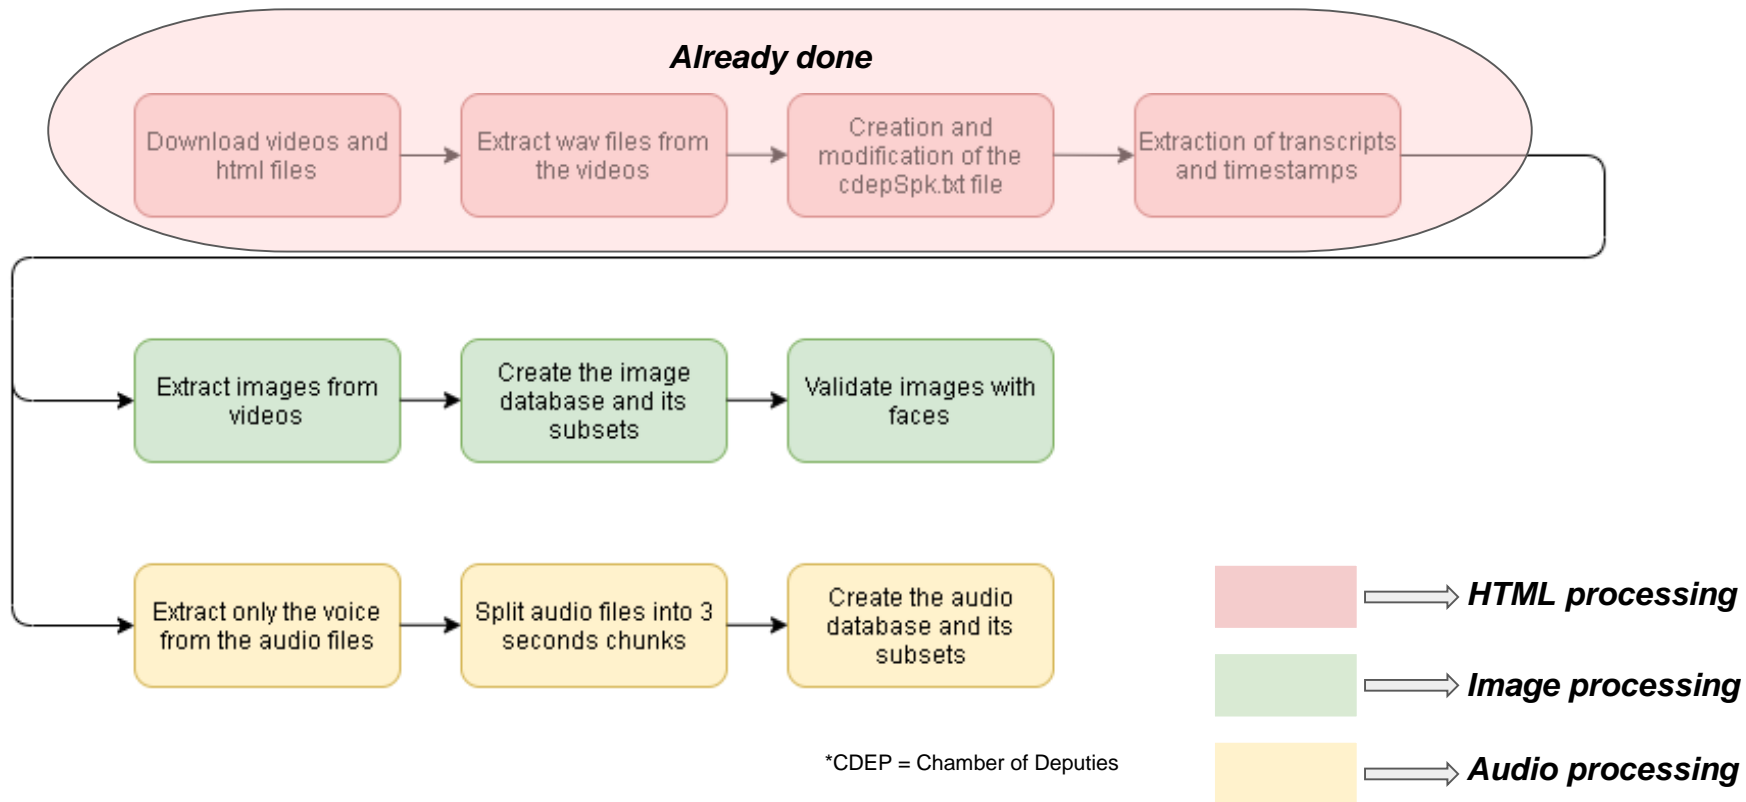 Already done
Download videos and
html files
Extract wav files from
the videos
Creation and
modification of the
cdepSpk.txt file
Extraction of transcripts
and timestamps
Extract images from
videos
Create the image
database and its
subsets
Validate images with
faces
Extract only the voice
from the audio files
Split audio files into 3
seconds chunks
Create the audio
database and its
subsets
HTML processing
Image processing
Audio processing
*CDEP = Chamber of Deputies